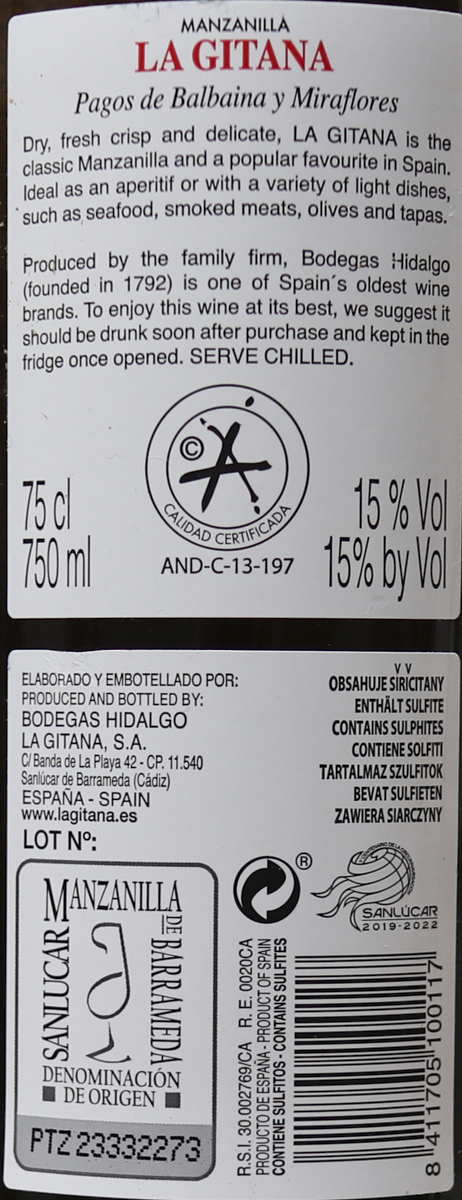 MANZANILLA
LA GITANA
Pagos de Balbaina y Miraflores
Dry, fresh crisp and delicate, LA GITANA is the
classic Manzanilla and a popular favourite in Spain.
Ideal as an aperitif or with a variety of light dishes,
such as seafood, smoked meats, olives and tapas.
Produced by the family firm, Bodegas Hidalgo
(founded in 1792) is one of Spain´s oldest wine
brands. To enjoy this wine at its best, we suggest it
should be drunk soon after purchase and kept in the
fridge once opened. SERVE CHILLED.
©
CALIDAD CERTIFICADA
AND-C-13-197
75 cl
750 ml
15 % Vol
15% by Vol
ELABORADO Y EMBOTELLADO POR:
PRODUCED AND BOTTLED BY:
BODEGAS HIDALGO
LA GITANA, S.A.
C/ Banda de La Playa 42 - CP. 11.540
Sanlúcar de Barrameda (Cádiz)
ESPAÑA - SPAIN
www.lagitana.es
LOT Nº:
OBSAHUJE SIRICITANY
ENTHÄLT SULFITE
CONTAINS SULPHITES
CONTIENE SOLFITI
TARTALMAZ SZULFITOK
BEVAT SULFIETEN
ZAWIERA SIARCZYNY
MANZANILLA
SANLUCAR
DE BARRAMEDA
DENOMINACIÓN
DE ORIGEN
PTZ 23332273
®
SANLÚCAR
2019-2022
R.S.I. 30.002769/CA R. E. 0020CA
PRODUCTO DE ESPAÑA - PRODUCT OF SPAIN
CONTIENE SULFITOS - CONTAINS SULFITES
8 411705 100117